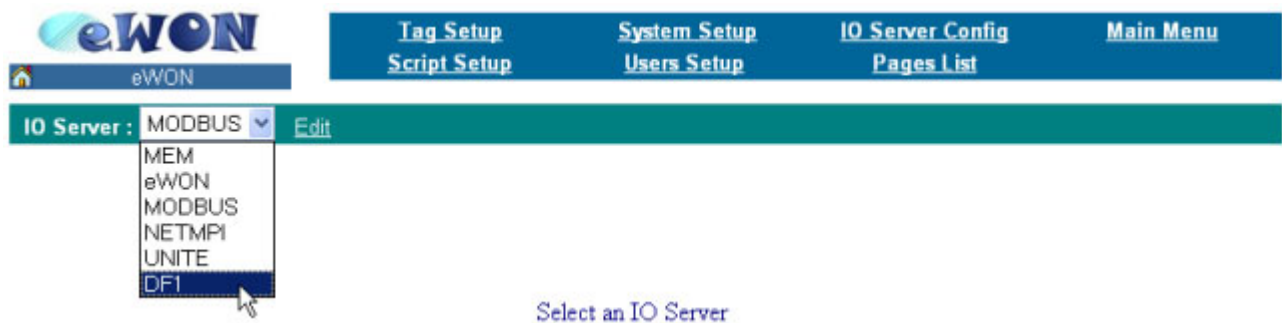 eWON
Tag Setup System Setup IO Server Config Main Menu
Script Setup Users Setup Pages List
eWON
IO Server : MODBUS Edit
MEM
eWON
MODBUS
NETMPI
UNITE
DF1
Select an IO Server